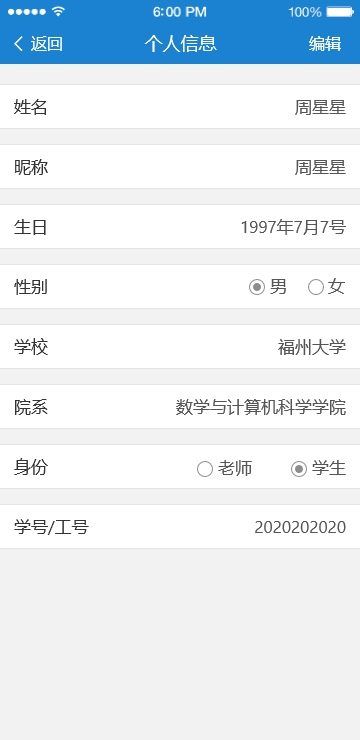 6:00 PM 100%
返回 个人信息 编辑
姓名 周星星
昵称 周星星
生日 1997年7月7号
性别 男 女
学校 福州大学
院系 数学与计算机科学学院
身份 老师 学生
学号/工号 2020202020